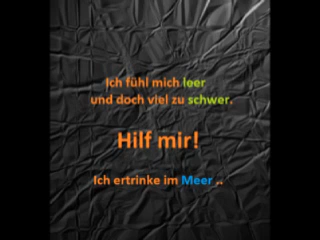 Ich fühl mich leer
und doch viel zu schwer.
Hilf mir!
Ich ertrinke im Meer ..